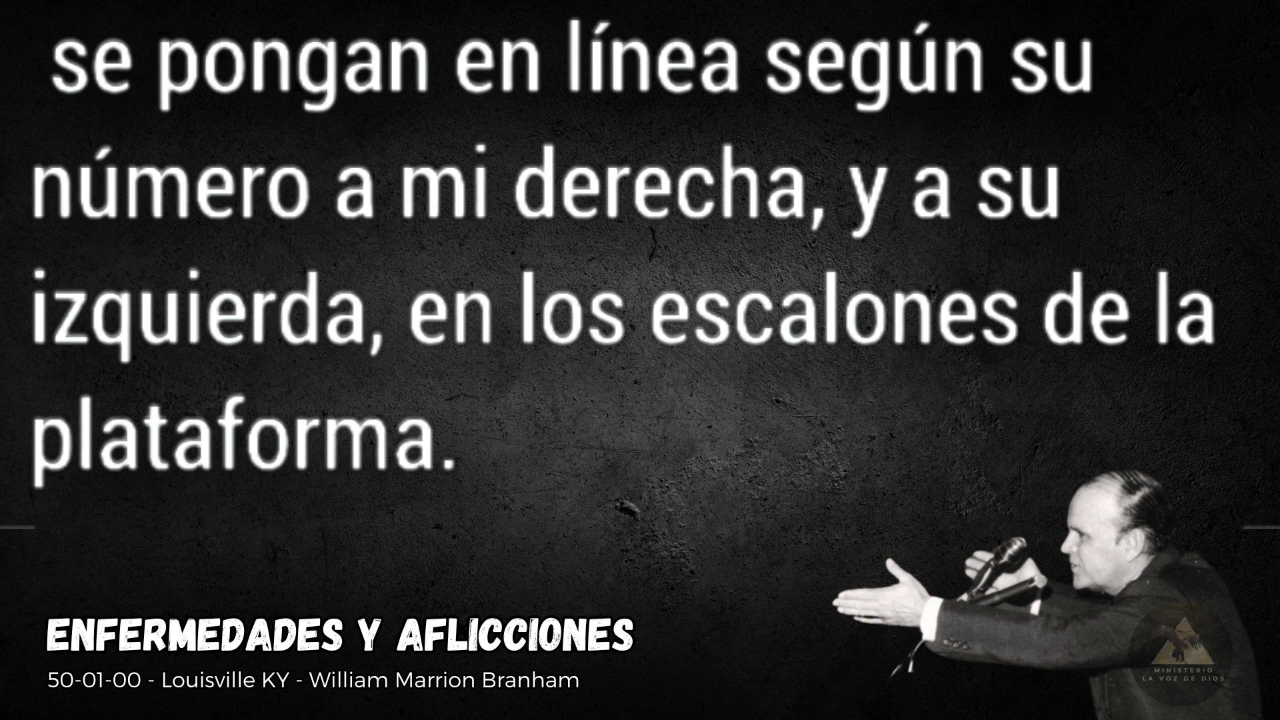 se pongan en línea según su
número a mi derecha, y a su
izquierda, en los escalones de la
plataforma.
ENFERMEDADES Y AFLICCIONES
50-01-00 - Louisville KY - William Marrion Branham
MINISTERIO
LA VOZ DE DIOS